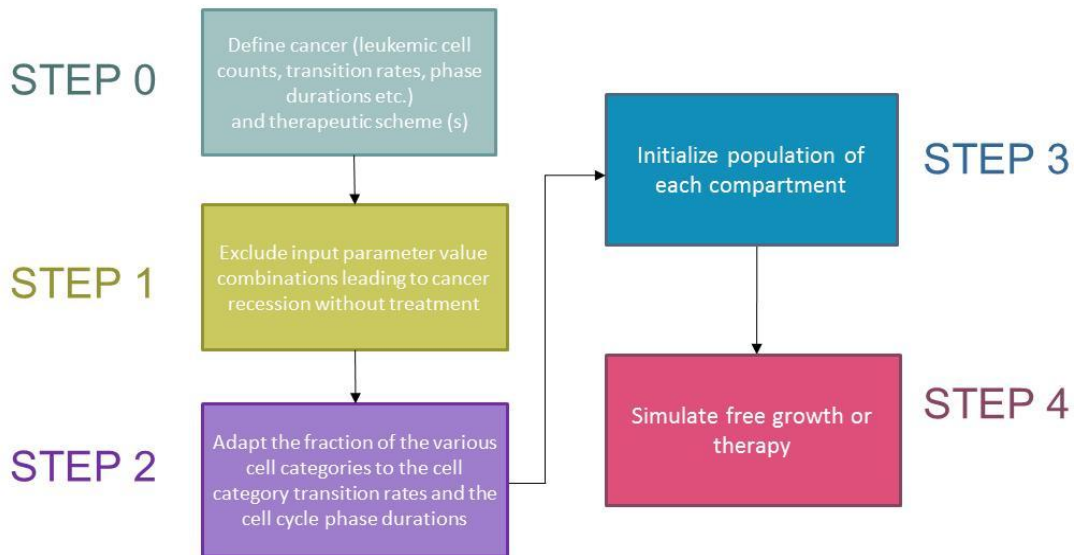 STEP 0
Define cancer (leukemic cell
counts, transition rates, phase
durations etc.)
and therapeutic scheme (s)
STEP 1
Exclude input parameter value
combinations leading to cancer
recession without treatment
STEP 2
Adapt the fraction of the various
cell categories to the cell
category transition rates and the
cell cycle phase durations
Initialize population of
each compartment
STEP 3
Simulate free growth or
therapy
STEP 4